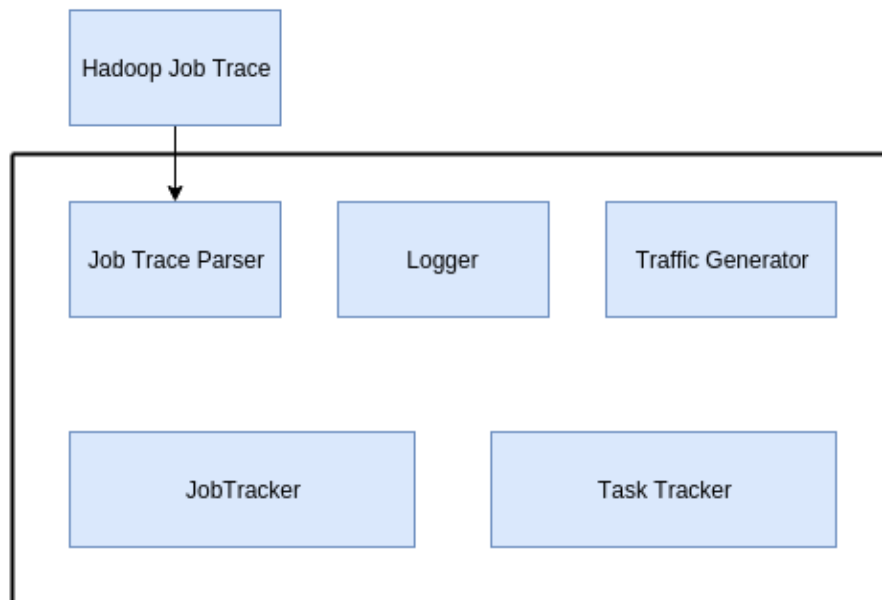 Hadoop Job Trace
Job Trace Parser
Logger
Traffic Generator
JobTracker
Task Tracker